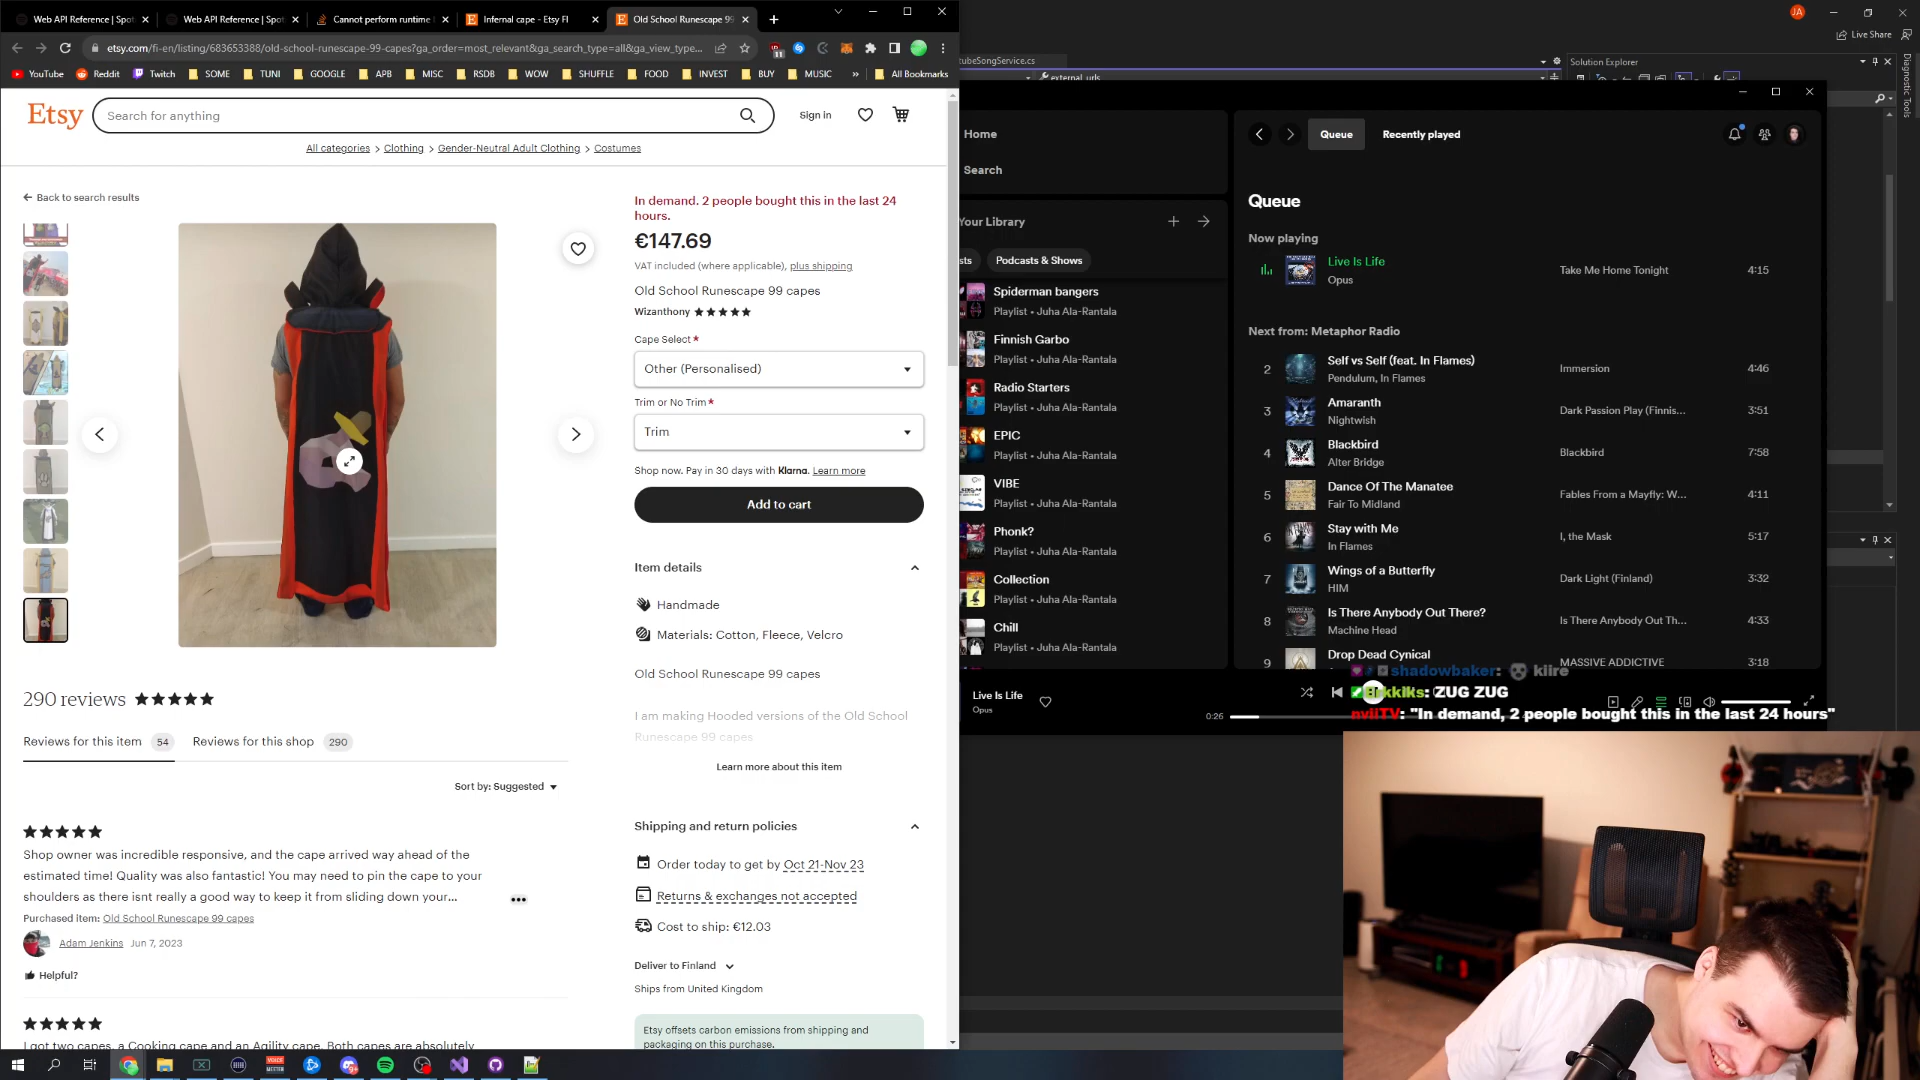 Web API Reference | Spot
Web API Reference | Spot
Cannot perform runtime
Infernal cape - Etsy FI
Old School Runescape 99
etsy.com/fi-en/listing/683653388/old-school-runescape-99-capes?ga_order=most_relevant&ga_search_type=all&ga_view_type...
YouTube
Reddit
Twitch
SOME
TUNI
GOOGLE
APB
MISC
RSDB
WOW
SHUFFLE
FOOD
INVEST
BUY
MUSIC
»
All Bookmarks
Etsy
Search for anything
Sign in
All categories > Clothing > Gender-Neutral Adult Clothing > Costumes
Back to search results
In demand. 2 people bought this in the last 24
hours.
€147.69
VAT included (where applicable), plus shipping
Old School Runescape 99 capes
Wizanthony ★★★★★
Cape Select *
Other (Personalised)
Trim or No Trim *
Trim
Shop now. Pay in 30 days with Klarna. Learn more
Add to cart
Item details
Handmade
Materials: Cotton, Fleece, Velcro
Old School Runescape 99 capes
I am making Hooded versions of the Old School
Runescape 99 capes
Learn more about this item
Shipping and return policies
Order today to get by Oct 21-Nov 23
Returns & exchanges not accepted
Cost to ship: €12.03
Deliver to Finland
Ships from United Kingdom
Etsy offsets carbon emissions from shipping and
packaging on this purchase.
290 reviews ★★★★★
Reviews for this item 54
Reviews for this shop 290
Sort by: Suggested
★★★★★
Shop owner was incredible responsive, and the cape arrived way ahead of the
estimated time! Quality was also fantastic! You may need to pin the cape to your
shoulders as there isnt really a good way to keep it from sliding down your...
Purchased item: Old School Runescape 99 capes
Adam Jenkins Jun 7, 2023
Helpful?
★★★★★
I got two capes, a Cooking cape and an Agility cape. Both capes are absolutely
JA
Live Share
tubeSongService.cs
external_urls
Solution Explorer
Diagnostic Tools
Home
Search
Your Library
sts
Podcasts & Shows
Spiderman bangers
Playlist • Juha Ala-Rantala
Finnish Garbo
Playlist • Juha Ala-Rantala
Radio Starters
Playlist • Juha Ala-Rantala
EPIC
Playlist • Juha Ala-Rantala
VIBE
Playlist • Juha Ala-Rantala
Phonk?
Playlist • Juha Ala-Rantala
Collection
Playlist • Juha Ala-Rantala
Chill
Playlist • Juha Ala-Rantala
Queue
Recently played
Queue
Now playing
Live Is Life
Opus
Take Me Home Tonight
4:15
Next from: Metaphor Radio
2 Self vs Self (feat. In Flames) Immersion 4:46
Pendulum, In Flames
3 Amaranth Dark Passion Play (Finnis... 3:51
Nightwish
4 Blackbird Blackbird 7:58
Alter Bridge
5 Dance Of The Manatee Fables From a Mayfly: W... 4:11
Fair To Midland
6 Stay with Me I, the Mask 5:17
In Flames
7 Wings of a Butterfly Dark Light (Finland) 3:32
HIM
8 Is There Anybody Out There? Is There Anybody Out Th... 4:33
Machine Head
9 Drop Dead Cynical MASSIVE ADDICTIVE 3:18
Live Is Life
Opus
0:26
shadowbaker: kiire
Erkkiks: ZUG ZUG
nviiTV: "In demand, 2 people bought this in the last 24 hours"